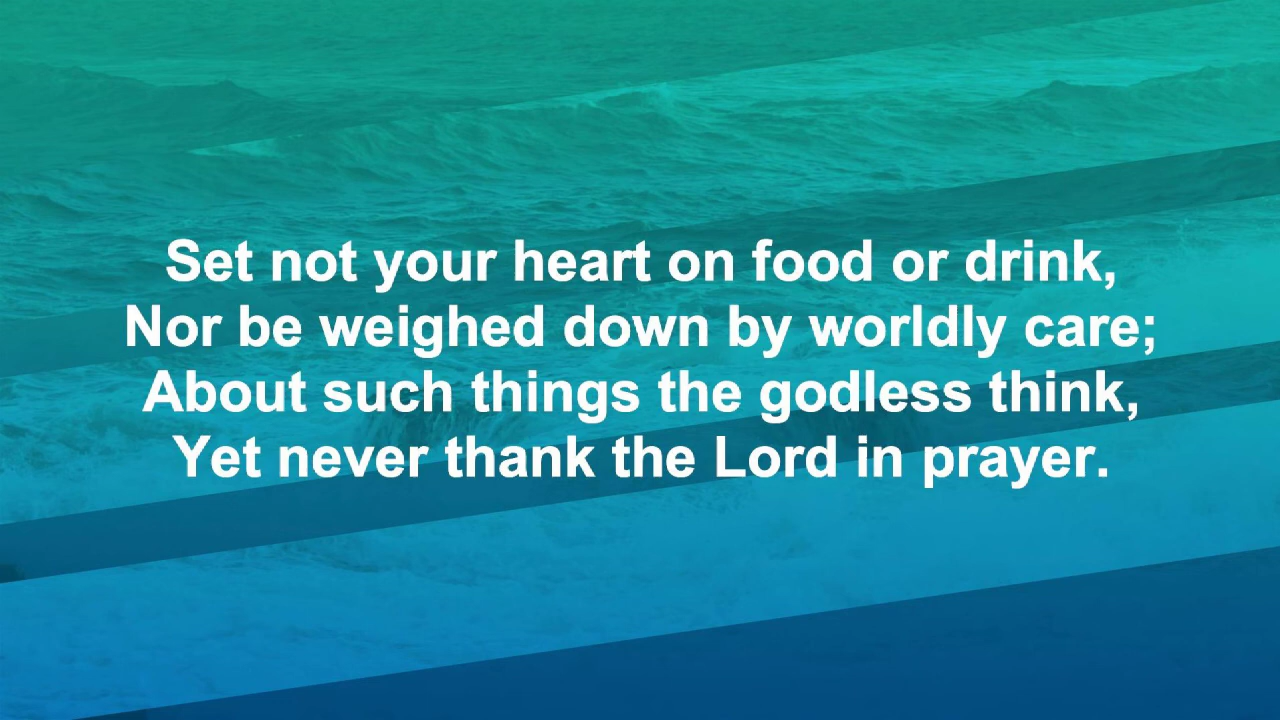 Set not your heart on food or drink,
Nor be weighed down by worldly care;
About such things the godless think,
Yet never thank the Lord in prayer.